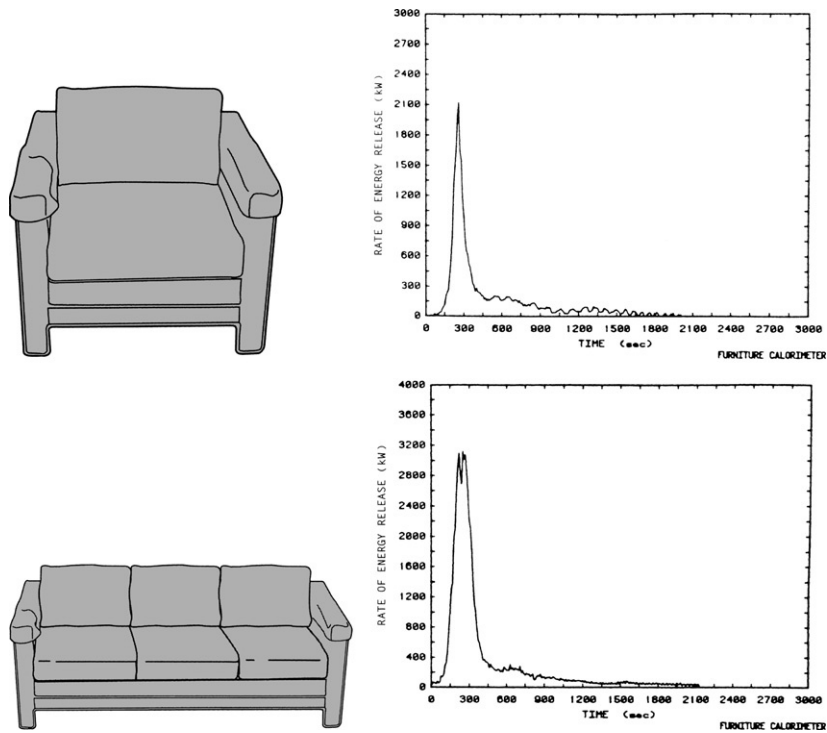 3000
2700
2400
2100
1800
1500
1200
900
600
300
0
RATE OF ENERGY RELEASE (kW)
0 300 600 900 1200 1500 1800 2100 2400 2700 3000
TIME (sec)
FURNITURE CALORIMETER
4000
3600
3200
2800
2400
2000
1600
1200
800
400
0
RATE OF ENERGY RELEASE (kW)
0 300 600 900 1200 1500 1800 2100 2400 2700 3000
TIME (sec)
FURNITURE CALORIMETER